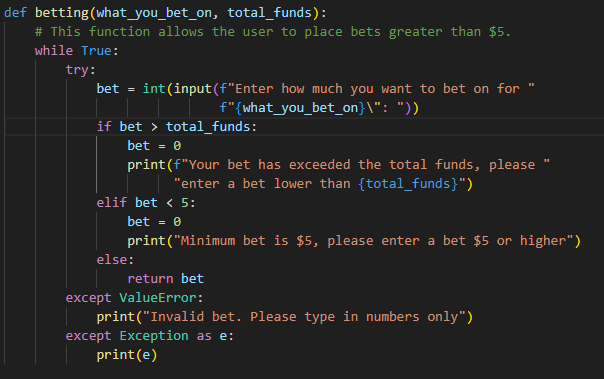 def betting(what_you_bet_on, total_funds):
    # This function allows the user to place bets greater than $5.
    while True:
        try:
            bet = int(input(f"Enter how much you want to bet on for "
                            f"{what_you_bet_on}\": "))
            if bet > total_funds:
                bet = 0
                print(f"Your bet has exceeded the total funds, please "
                      "enter a bet lower than {total_funds}")
            elif bet < 5:
                bet = 0
                print("Minimum bet is $5, please enter a bet $5 or higher")
            else:
                return bet
        except ValueError:
            print("Invalid bet. Please type in numbers only")
        except Exception as e:
            print(e)